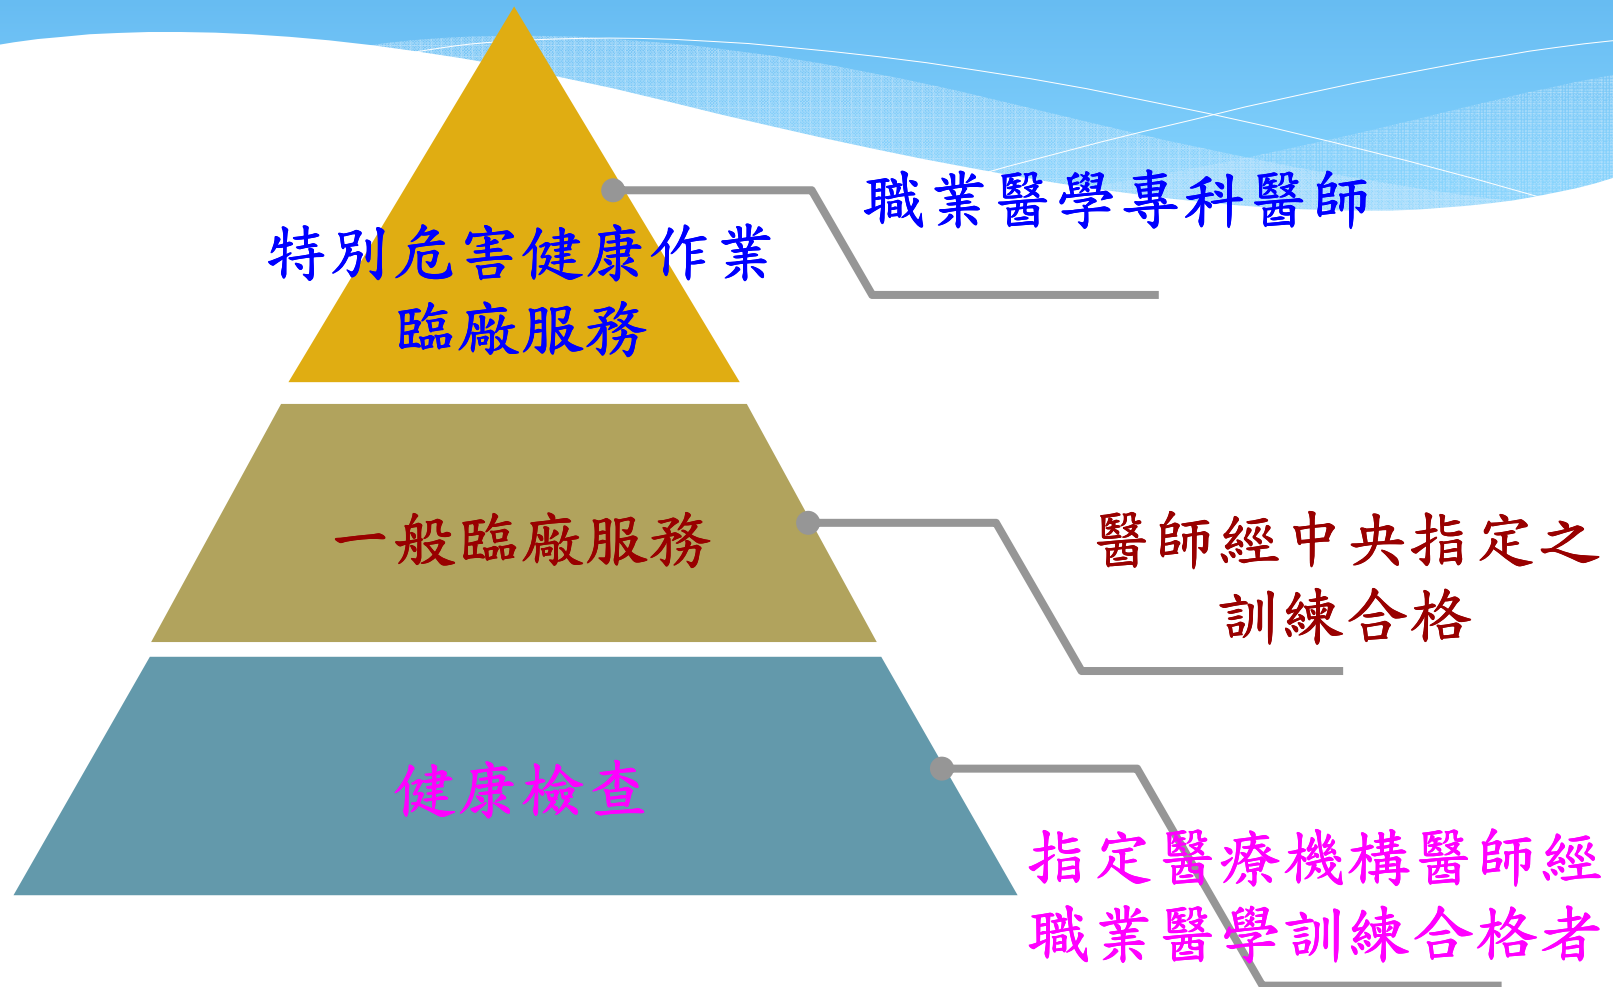 職業醫學專科醫師
特別危害健康作業
臨廠服務
一般臨廠服務
醫師經中央指定之
訓練合格
健康檢查
指定醫療機構醫師經
職業醫學訓練合格者